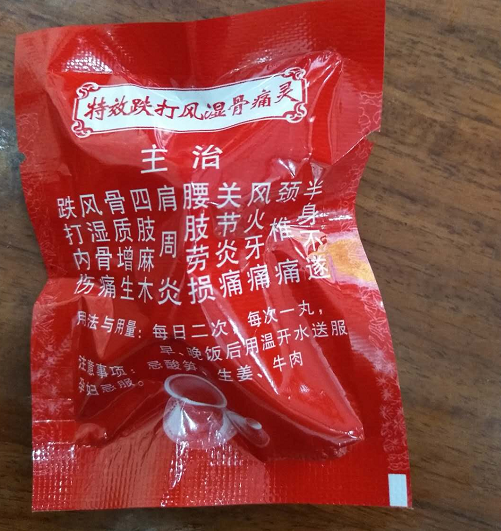 特效跌打风湿骨痛灵
主治
跌打内伤
风湿骨痛
骨质增生
四肢麻木
肩周炎
腰肢劳损
关节炎痛
风火牙痛
颈椎痛
半身不遂
用法与用量：每日二次，每次一丸，
早、晚饭后用温开水送服
注意事项：忌酸笋、生姜、牛肉
孕妇忌服。